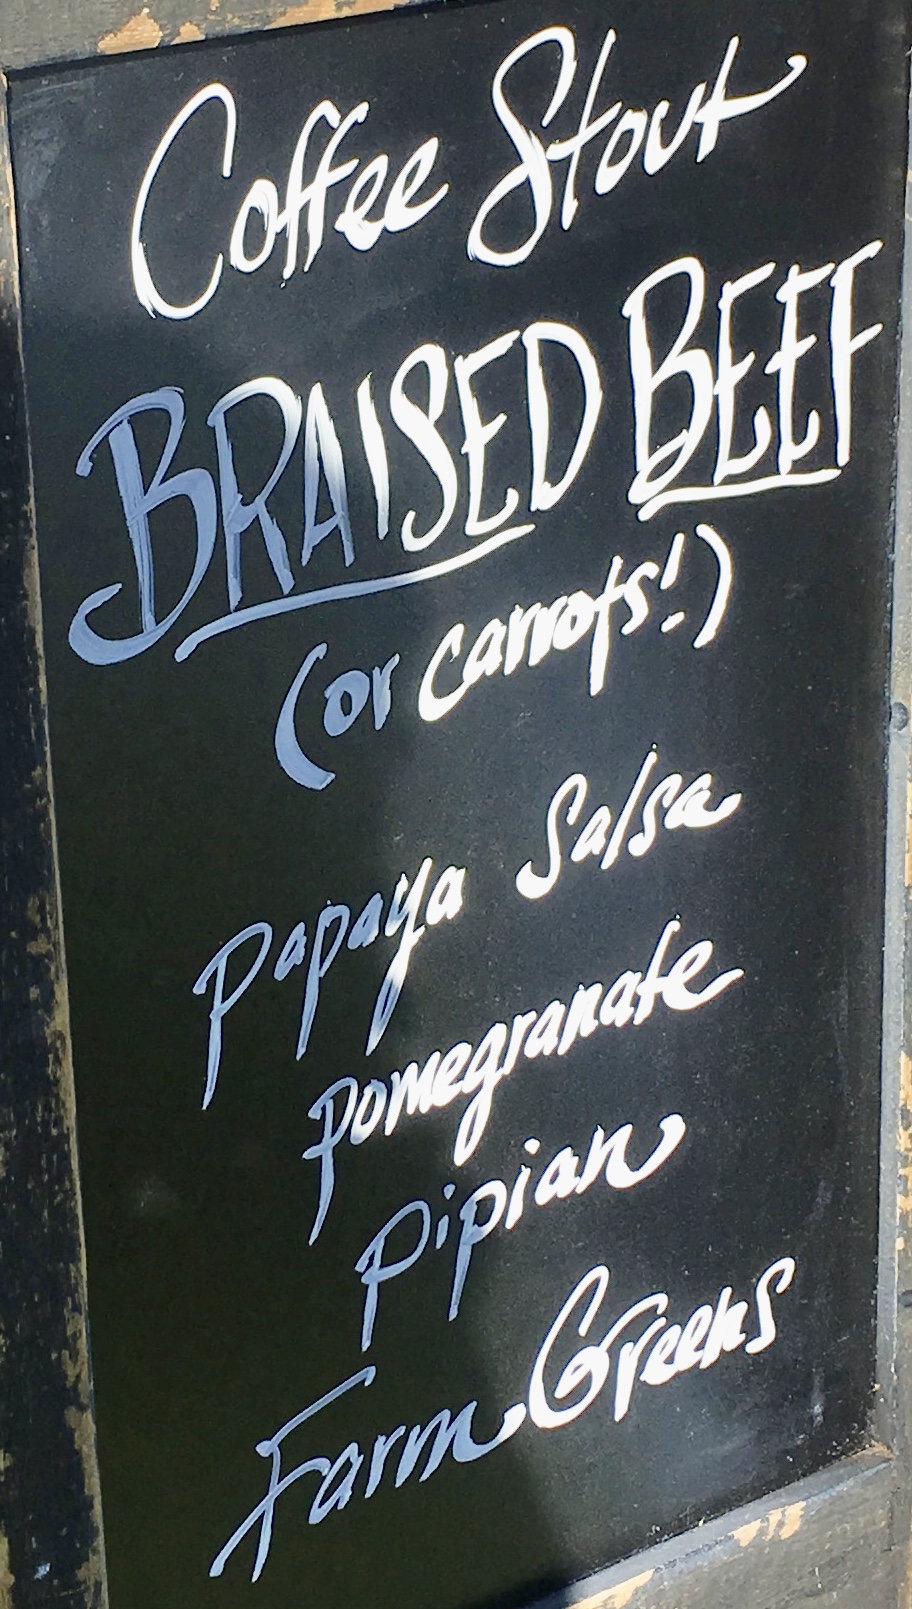 Coffee Stout
BRAISED BEEF
(or carrots!)
Papaya Salsa
pomegranate
pipian
Farm Greens